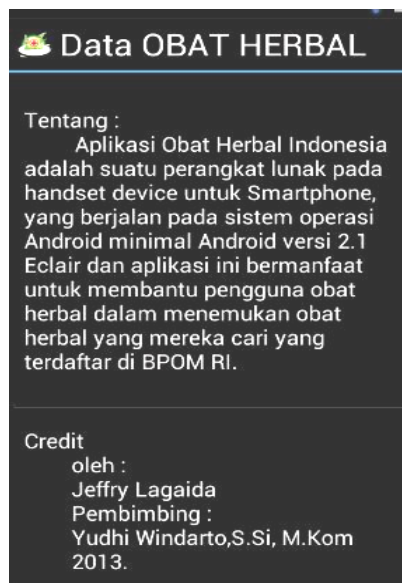 Data OBAT HERBAL
Tentang :
Aplikasi Obat Herbal Indonesia
adalah suatu perangkat lunak pada
handset device untuk Smartphone,
yang berjalan pada sistem operasi
Android minimal Android versi 2.1
Eclair dan aplikasi ini bermanfaat
untuk membantu pengguna obat
herbal dalam menemukan obat
herbal yang mereka cari yang
terdaftar di BPOM RI.
Credit
oleh :
Jeffry Lagaida
Pembimbing :
Yudhi Windarto,S.Si, M.Kom
2013.